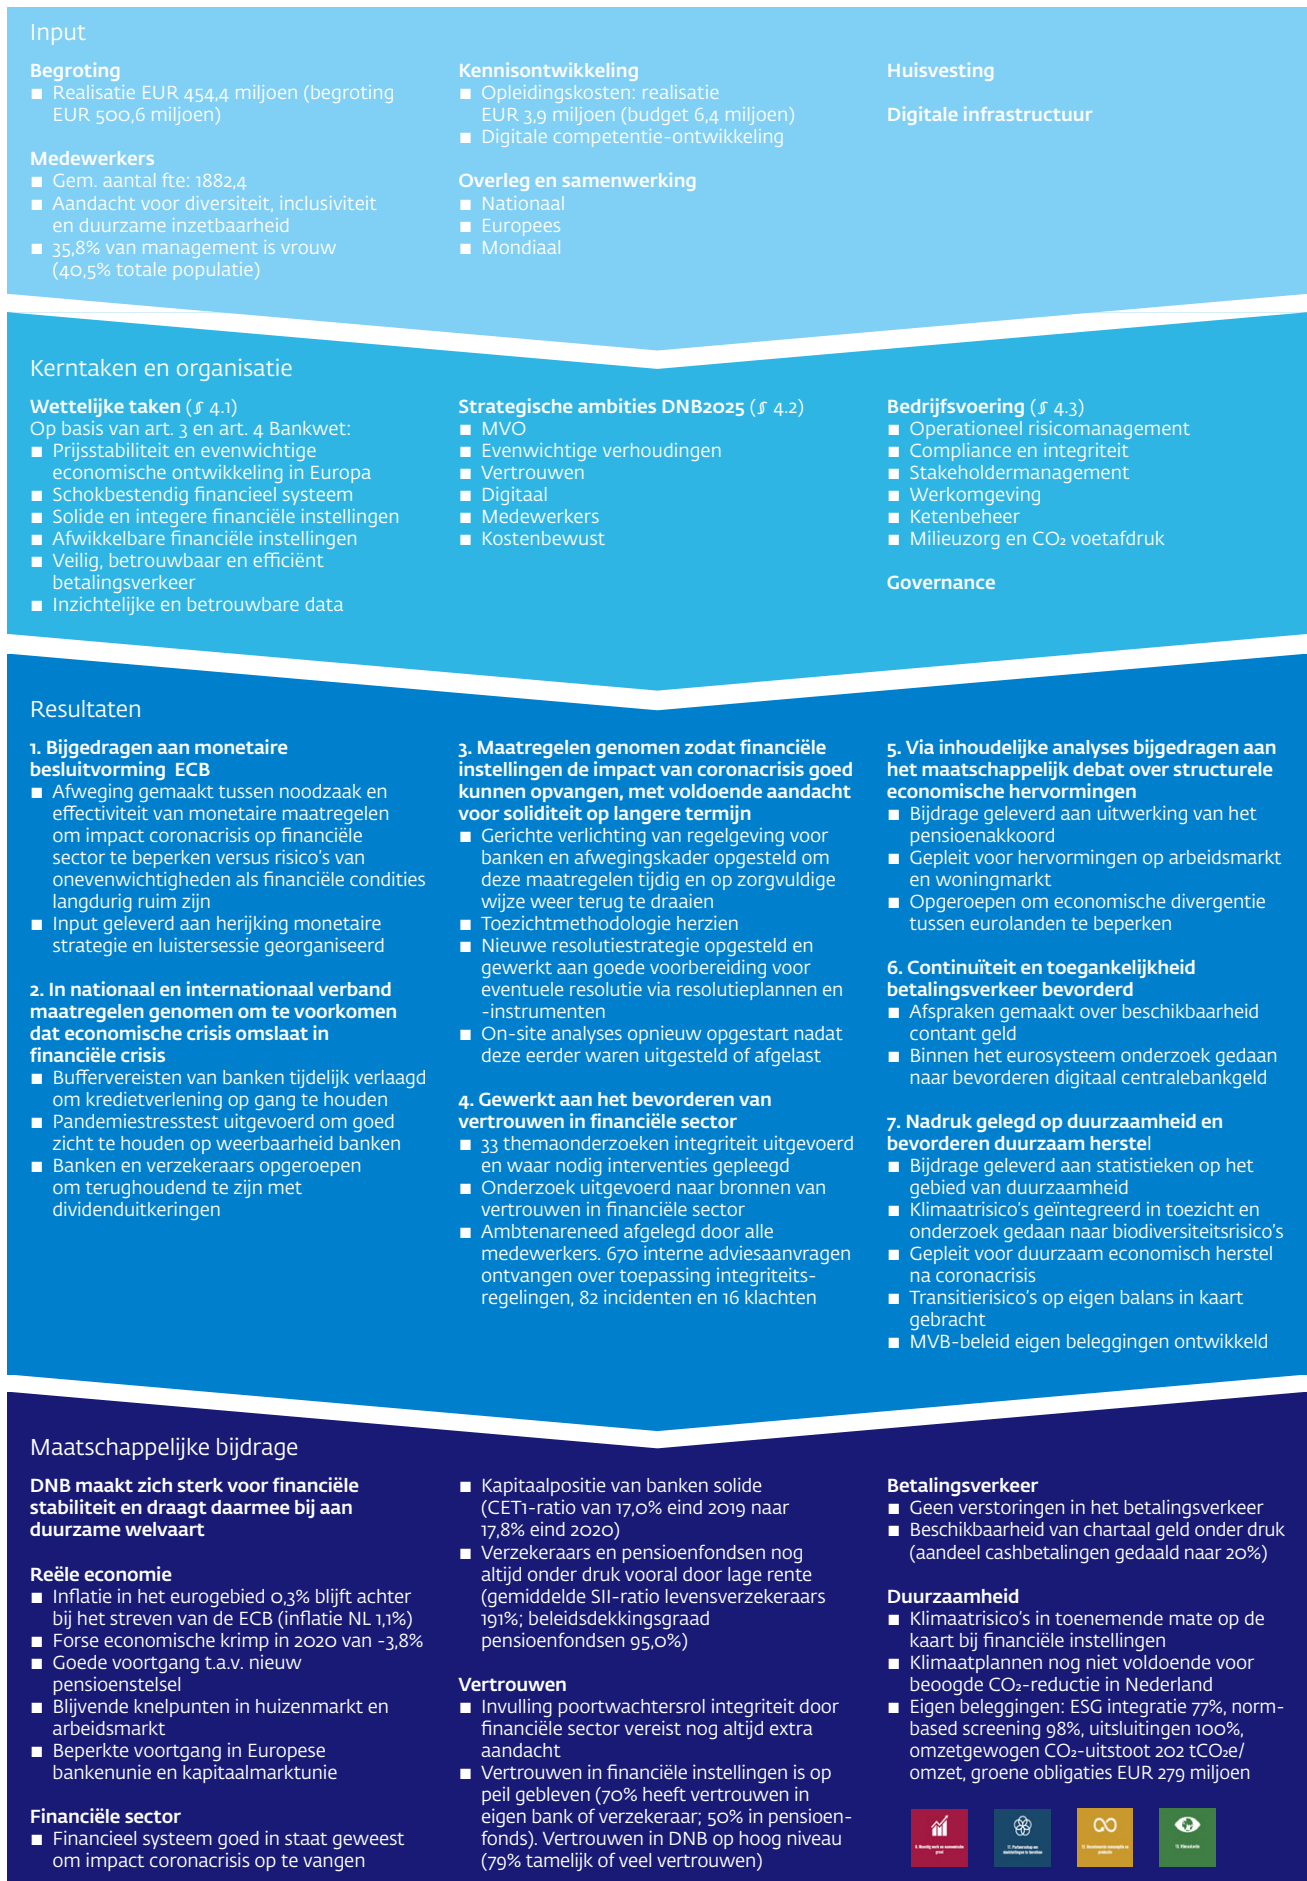 Input
Begroting
■ Realisatie EUR 454,4 miljoen (begroting
EUR 500,6 miljoen)
Medewerkers
■ Gem. aantal fte: 1882,4
■ Aandacht voor diversiteit, inclusiviteit
en duurzame inzetbaarheid
■ 35,8% van management is vrouw
(40,5% totale populatie)
Kennisontwikkeling
■ Opleidingskosten: realisatie
EUR 3,9 miljoen (budget 6,4 miljoen)
■ Digitale competentie-ontwikkeling
Overleg en samenwerking
■ Nationaal
■ Europees
■ Mondiaal
Huisvesting
Digitale infrastructuur
Kerntaken en organisatie
Wettelijke taken (§ 4.1)
Op basis van art. 3 en art. 4 Bankwet:
■ Prijsstabiliteit en evenwichtige
economische ontwikkeling in Europa
■ Schokbestendig financieel systeem
■ Solide en integere financiële instellingen
■ Afwikkelbare financiële instellingen
■ Veilig, betrouwbaar en efficiënt
betalingsverkeer
■ Inzichtelijke en betrouwbare data
Strategische ambities DNB2025 (§ 4.2)
■ MVO
■ Evenwichtige verhoudingen
■ Vertrouwen
■ Digitaal
■ Medewerkers
■ Kostenbewust
Bedrijfsvoering (§ 4.3)
■ Operationeel risicomanagement
■ Compliance en integriteit
■ Stakeholdermanagement
■ Werkomgeving
■ Ketenbeheer
■ Milieuzorg en CO₂ voetafdruk
Governance
Resultaten
1. Bijgedragen aan monetaire
besluitvorming ECB
■ Afweging gemaakt tussen noodzaak en
effectiviteit van monetaire maatregelen
om impact coronacrisis op financiële
sector te beperken versus risico's van
onevenwichtigheden als financiële condities
langdurig ruim zijn
■ Input geleverd aan herijking monetaire
strategie en luistersessie georganiseerd
2. In nationaal en internationaal verband
maatregelen genomen om te voorkomen
dat economische crisis omslaat in
financiële crisis
■ Buffervereisten van banken tijdelijk verlaagd
om kredietverlening op gang te houden
■ Pandemiestresstest uitgevoerd om goed
zicht te houden op weerbaarheid banken
■ Banken en verzekeraars opgeroepen
om terughoudend te zijn met
dividenduitkeringen
3. Maatregelen genomen zodat financiële
instellingen de impact van coronacrisis goed
kunnen opvangen, met voldoende aandacht
voor soliditeit op langere termijn
■ Gerichte verlichting van regelgeving voor
banken en afwegingskader opgesteld om
deze maatregelen tijdig en op zorgvuldige
wijze weer terug te draaien
■ Toezichtmethodologie herzien
■ Nieuwe resolutiestrategie opgesteld en
gewerkt aan goede voorbereiding voor
eventuele resolutie via resolutieplannen en
-instrumenten
■ On-site analyses opnieuw opgestart nadat
deze eerder waren uitgesteld of afgelast
4. Gewerkt aan het bevorderen van
vertrouwen in financiële sector
■ 33 themaonderzoeken integriteit uitgevoerd
en waar nodig interventies gepleegd
■ Onderzoek uitgevoerd naar bronnen van
vertrouwen in financiële sector
■ Ambtenareneed afgelegd door alle
medewerkers. 670 interne adviesaanvragen
ontvangen over toepassing integriteits-
regelingen, 82 incidenten en 16 klachten
5. Via inhoudelijke analyses bijgedragen aan
het maatschappelijk debat over structurele
economische hervormingen
■ Bijdrage geleverd aan uitwerking van het
pensioenakkoord
■ Gepleit voor hervormingen op arbeidsmarkt
en woningmarkt
■ Opgeroepen om economische divergentie
tussen eurolanden te beperken
6. Continuïteit en toegankelijkheid
betalingsverkeer bevorderd
■ Afspraken gemaakt over beschikbaarheid
contant geld
■ Binnen het eurosysteem onderzoek gedaan
naar bevorderen digitaal centralebankgeld
7. Nadruk gelegd op duurzaamheid en
bevorderen duurzaam herstel
■ Bijdrage geleverd aan statistieken op het
gebied van duurzaamheid
■ Klimaatrisico's geïntegreerd in toezicht en
onderzoek gedaan naar biodiversiteitsrisico's
■ Gepleit voor duurzaam economisch herstel
na coronacrisis
■ Transitierisico's op eigen balans in kaart
gebracht
■ MVB-beleid eigen beleggingen ontwikkeld
Maatschappelijke bijdrage
DNB maakt zich sterk voor financiële
stabiliteit en draagt daarmee bij aan
duurzame welvaart
Reële economie
■ Inflatie in het eurogebied 0,3% blijft achter
bij het streven van de ECB (inflatie NL 1,1%)
■ Forse economische krimp in 2020 van -3,8%
■ Goede voortgang t.a.v. nieuw
pensioenstelsel
■ Blijvende knelpunten in huizenmarkt en
arbeidsmarkt
■ Beperkte voortgang in Europese
bankenunie en kapitaalmarktunie
Financiële sector
■ Financieel systeem goed in staat geweest
om impact coronacrisis op te vangen
■ Kapitaalpositie van banken solide
(CET1-ratio van 17,0% eind 2019 naar
17,8% eind 2020)
■ Verzekeraars en pensioenfondsen nog
altijd onder druk vooral door lage rente
(gemiddelde SII-ratio levensverzekeraars
191%; beleidsdekkingsgraad
pensioenfondsen 95,0%)
Vertrouwen
■ Invulling poortwachtersrol integriteit door
financiële sector vereist nog altijd extra
aandacht
■ Vertrouwen in financiële instellingen is op
peil gebleven (70% heeft vertrouwen in
eigen bank of verzekeraar; 50% in pensioen-
fonds). Vertrouwen in DNB op hoog niveau
(79% tamelijk of veel vertrouwen)
Betalingsverkeer
■ Geen verstoringen in het betalingsverkeer
■ Beschikbaarheid van chartaal geld onder druk
(aandeel cashbetalingen gedaald naar 20%)
Duurzaamheid
■ Klimaatrisico's in toenemende mate op de
kaart bij financiële instellingen
■ Klimaatplannen nog niet voldoende voor
beoogde CO₂-reductie in Nederland
■ Eigen beleggingen: ESG integratie 77%, norm-
based screening 98%, uitsluitingen 100%,
omzetgewogen CO₂-uitstoot 202 tCO₂e/
omzet, groene obligaties EUR 279 miljoen